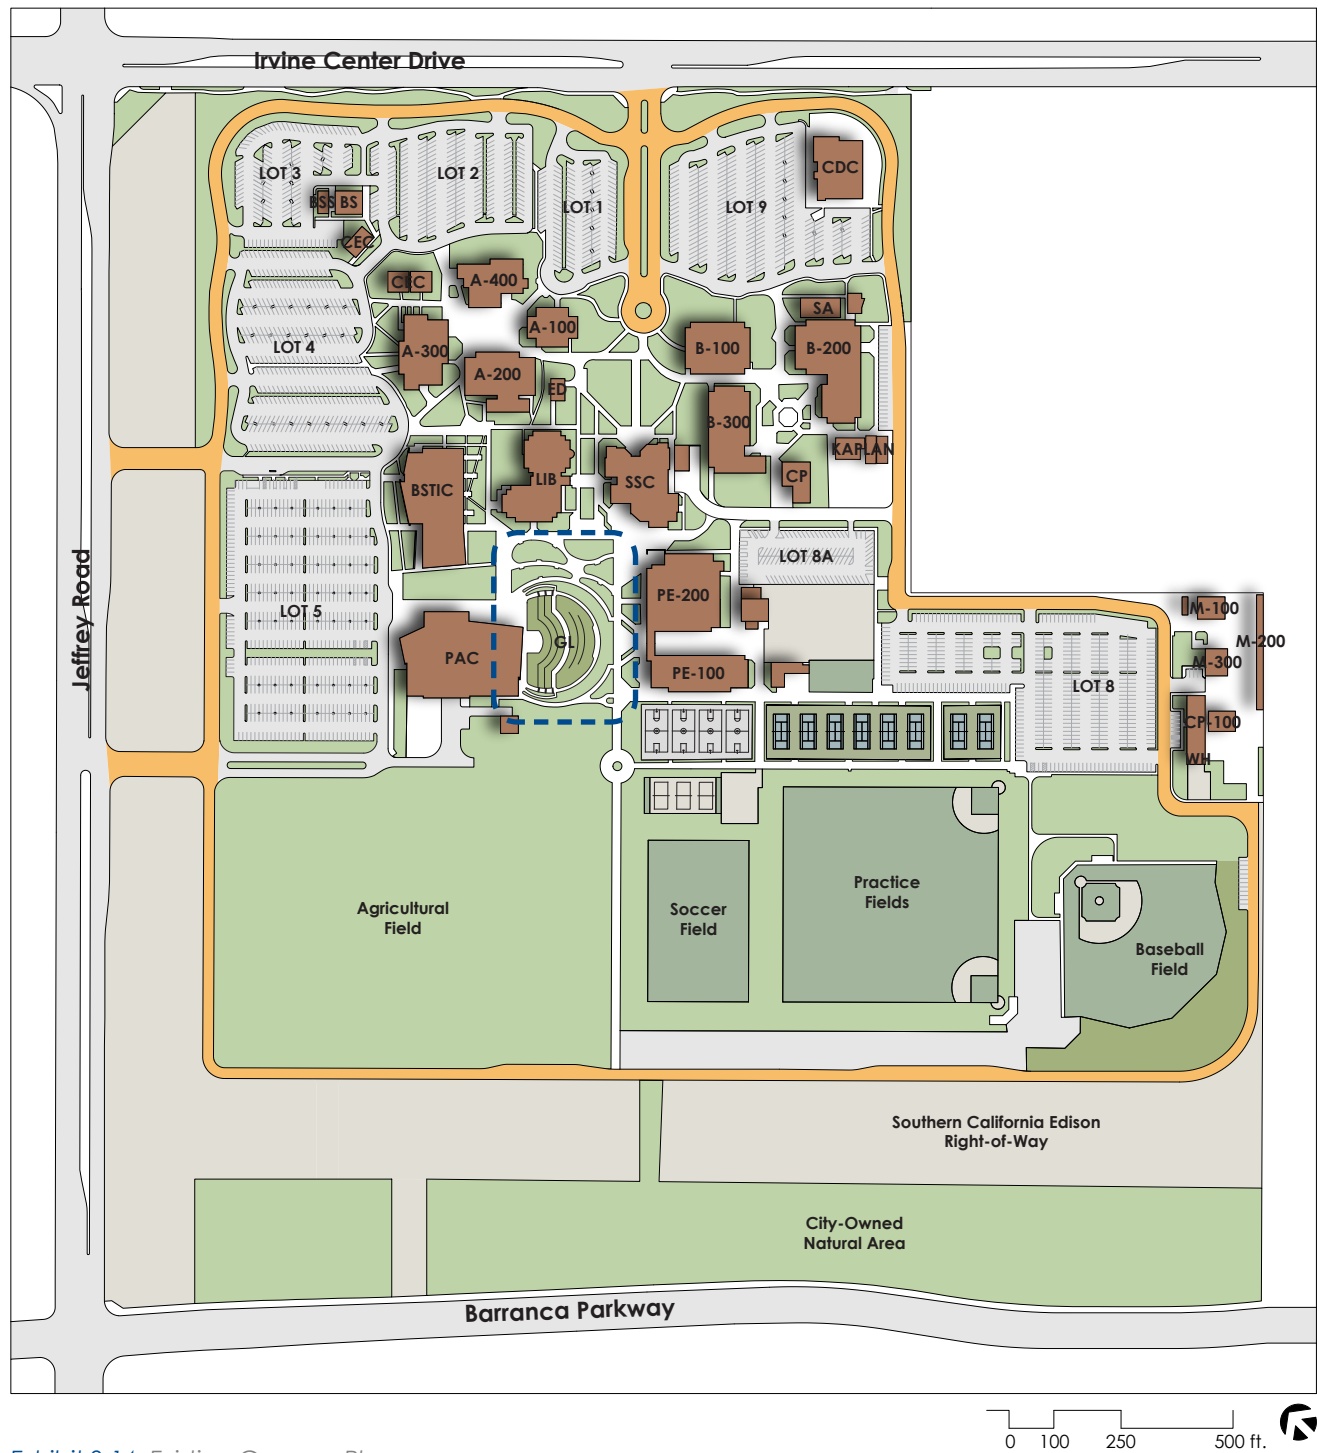 Irvine Center Drive
LOT 3
LOT 2
CDC
BSS
BS
LOT 1
LOT 9
CEC
CEC
A-400
SA
A-100
LOT 4
A-300
B-100
B-200
A-200
ED
B-300
KAPLAN
BSTIC
LIB
SSC
CP
LOT 8A
Jeffrey Road
PE-200
LOT 5
GL
M-100
M-200
PAC
M-300
PE-100
LOT 8
CP-100
WH
Agricultural
Field
Soccer
Field
Practice
Fields
Baseball
Field
Southern California Edison
Right-of-Way
City-Owned
Natural Area
Barranca Parkway
0 100 250 500 ft.